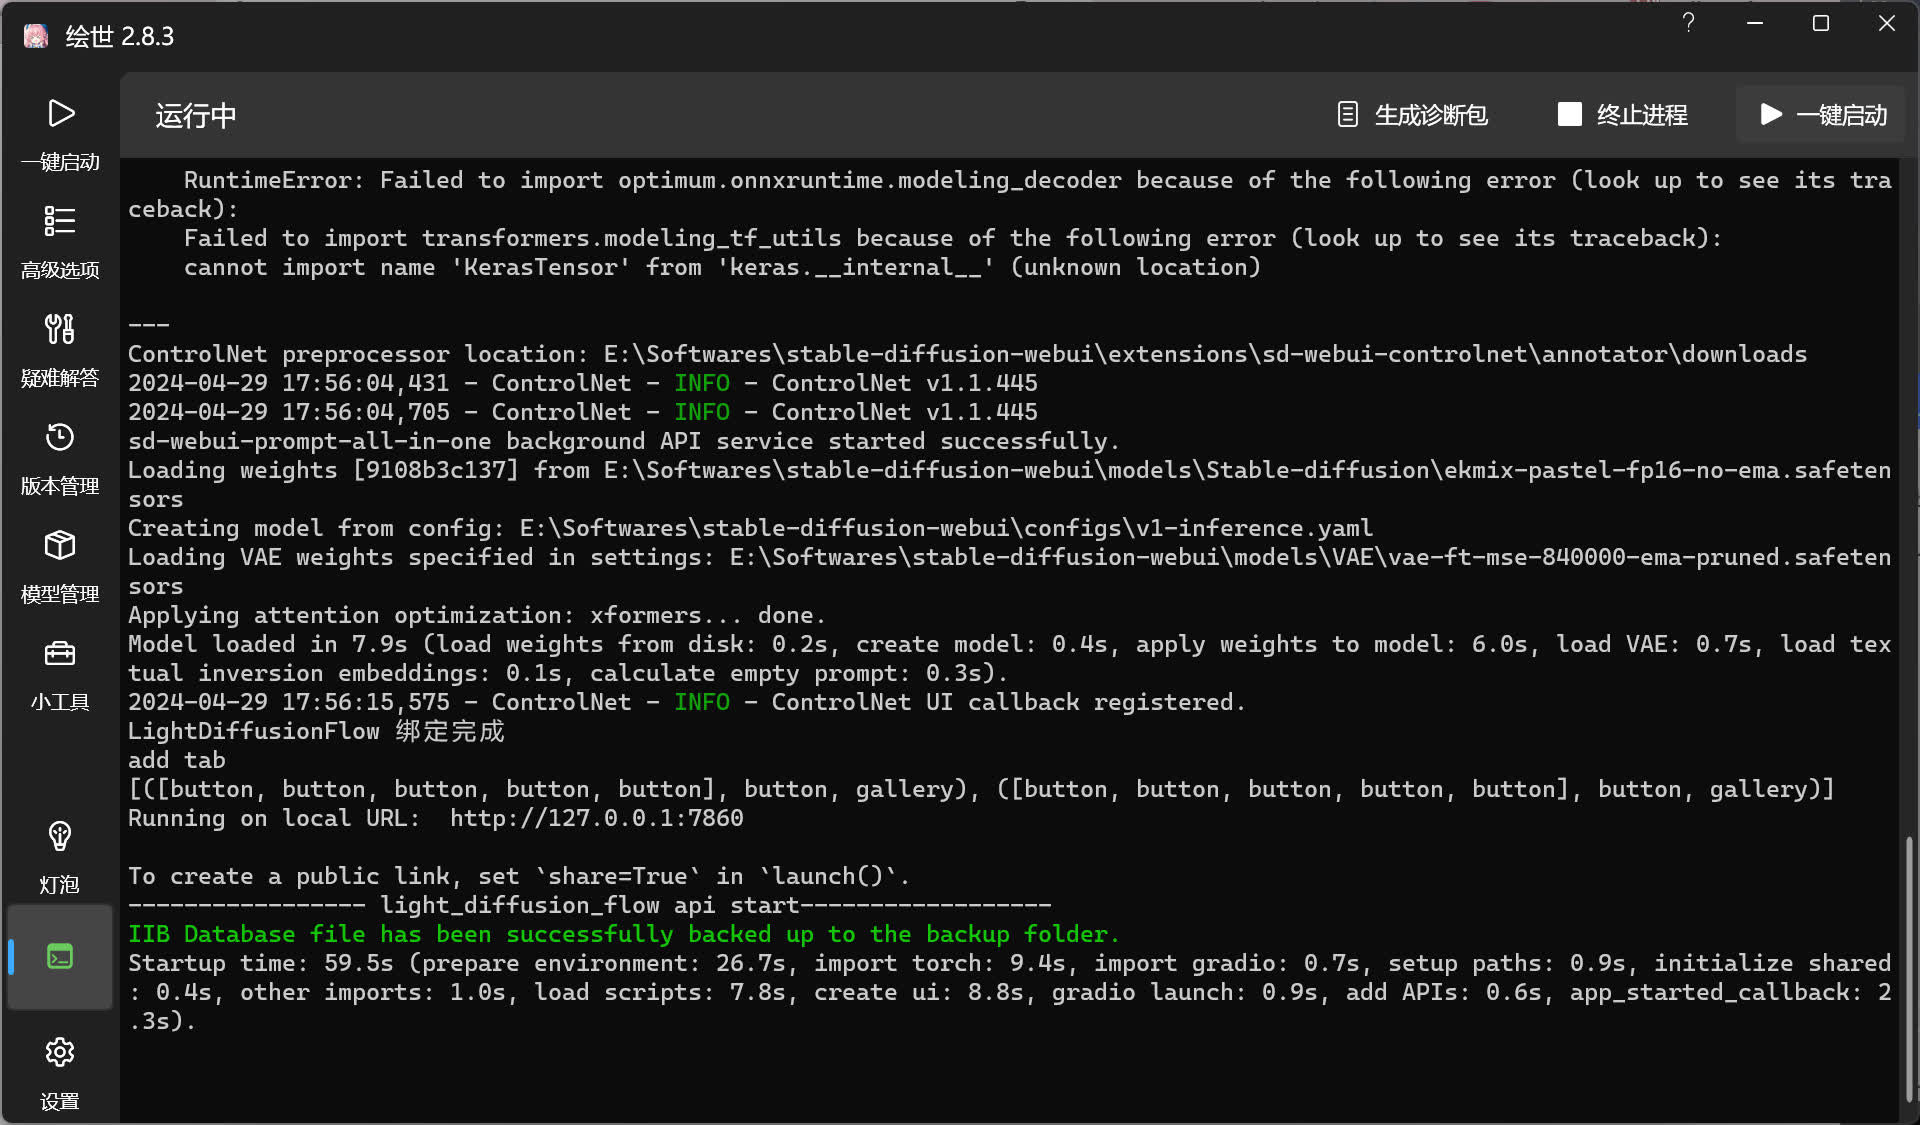 绘世 2.8.3
运行中
生成诊断包
终止进程
一键启动
一键启动
高级选项
疑难解答
版本管理
模型管理
小工具
灯泡
设置
RuntimeError: Failed to import optimum.onnxruntime.modeling_decoder because of the following error (look up to see its tra
ceback):
Failed to import transformers.modeling_tf_utils because of the following error (look up to see its traceback):
cannot import name 'KerasTensor' from 'keras.__internal__' (unknown location)
---
ControlNet preprocessor location: E:\Softwares\stable-diffusion-webui\extensions\sd-webui-controlnet\annotator\downloads
2024-04-29 17:56:04,431 - ControlNet - INFO - ControlNet v1.1.445
2024-04-29 17:56:04,705 - ControlNet - INFO - ControlNet v1.1.445
sd-webui-prompt-all-in-one background API service started successfully.
Loading weights [9108b3c137] from E:\Softwares\stable-diffusion-webui\models\Stable-diffusion\ekmix-pastel-fp16-no-ema.safeten
sors
Creating model from config: E:\Softwares\stable-diffusion-webui\configs\v1-inference.yaml
Loading VAE weights specified in settings: E:\Softwares\stable-diffusion-webui\models\VAE\vae-ft-mse-840000-ema-pruned.safeten
sors
Applying attention optimization: xformers... done.
Model loaded in 7.9s (load weights from disk: 0.2s, create model: 0.4s, apply weights to model: 6.0s, load VAE: 0.7s, load tex
tual inversion embeddings: 0.1s, calculate empty prompt: 0.3s).
2024-04-29 17:56:15,575 - ControlNet - INFO - ControlNet UI callback registered.
LightDiffusionFlow 绑定完成
add tab
[([button, button, button, button, button], button, gallery), ([button, button, button, button, button], button, gallery)]
Running on local URL:  http://127.0.0.1:7860
To create a public link, set `share=True` in `launch()`.
----------------- light_diffusion_flow api start------------------
IIB Database file has been successfully backed up to the backup folder.
Startup time: 59.5s (prepare environment: 26.7s, import torch: 9.4s, import gradio: 0.7s, setup paths: 0.9s, initialize shared
: 0.4s, other imports: 1.0s, load scripts: 7.8s, create ui: 8.8s, gradio launch: 0.9s, add APIs: 0.6s, app_started_callback: 2
.3s).